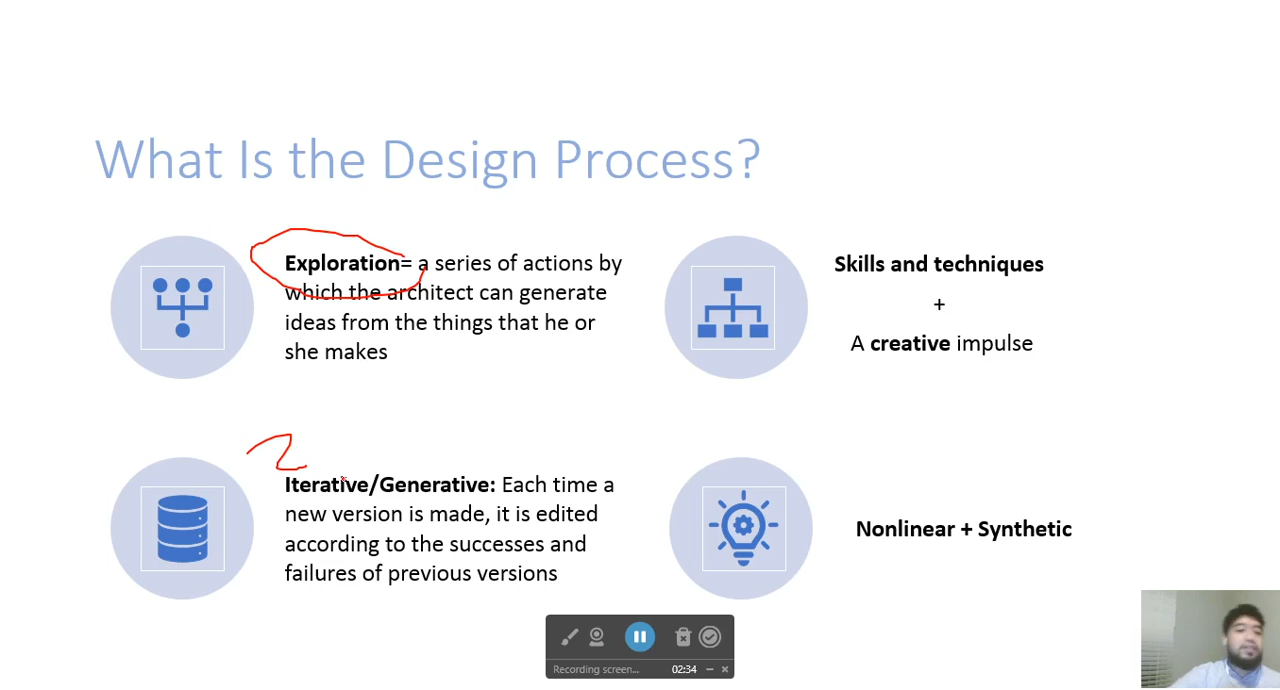 What Is the Design Process?
Exploration= a series of actions by
which the architect can generate
ideas from the things that he or
she makes
Skills and techniques
+
A creative impulse
2
Iterative/Generative: Each time a
new version is made, it is edited
according to the successes and
failures of previous versions
Nonlinear + Synthetic
Recording screen... 02:34